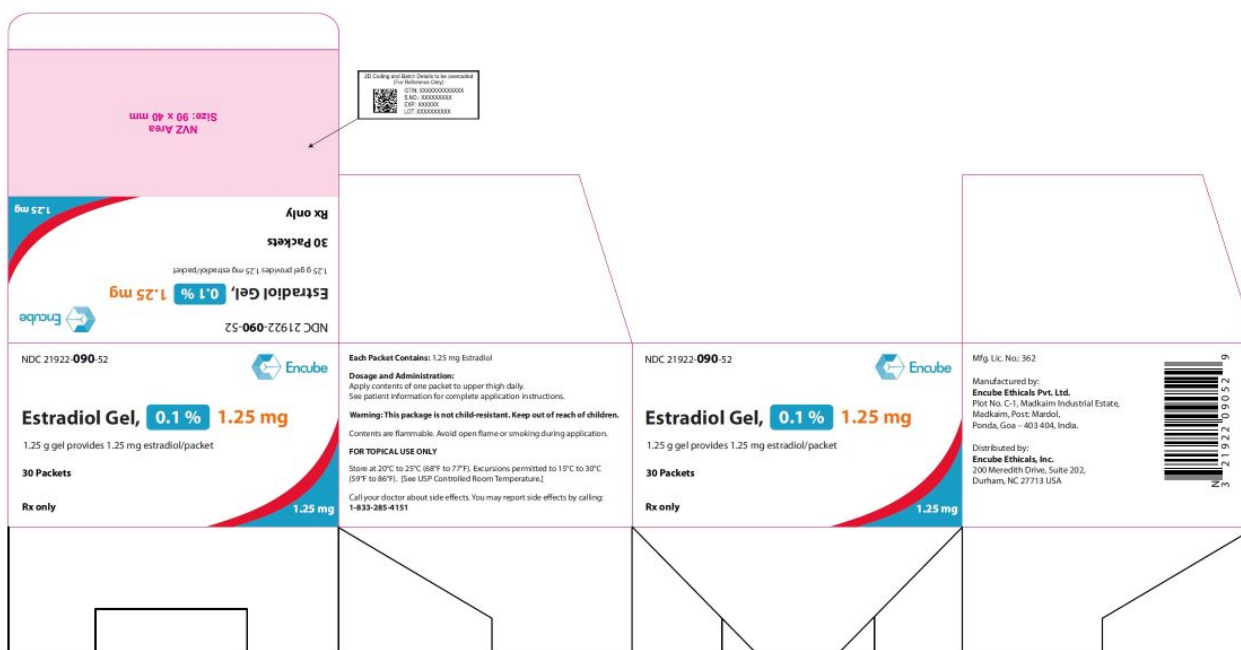 2D Coding and Batch Details to be overcoded
(For Reference Only)
GTIN: XXXXXXXXXXXXXX
S.NO.: XXXXXXXXXX
EXP.: XXXXXX
LOT: XXXXXXXXXX
NVZ Area
Size: 90 x 40 mm
1.25 mg
Rx only
30 Packets
1.25 g gel provides 1.25 mg estradiol/packet
Estradiol Gel, 0.1 % 1.25 mg
Encube
NDC 21922-090-52
NDC 21922-090-52
Encube
Estradiol Gel, 0.1 % 1.25 mg
1.25 g gel provides 1.25 mg estradiol/packet
30 Packets
Rx only
1.25 mg
Each Packet Contains: 1.25 mg Estradiol
Dosage and Administration:
Apply contents of one packet to upper thigh daily.
See patient information for complete application instructions.
Warning: This package is not child-resistant. Keep out of reach of children.
Contents are flammable. Avoid open flame or smoking during application.
FOR TOPICAL USE ONLY
Store at 20°C to 25°C (68°F to 77°F). Excursions permitted to 15°C to 30°C
(59°F to 86°F). [See USP Controlled Room Temperature.]
Call your doctor about side effects. You may report side effects by calling:
1-833-285-4151
NDC 21922-090-52
Encube
Estradiol Gel, 0.1 % 1.25 mg
1.25 g gel provides 1.25 mg estradiol/packet
30 Packets
Rx only
1.25 mg
Mfg. Lic. No.: 362
Manufactured by:
Encube Ethicals Pvt. Ltd.
Plot No. C-1, Madkaim Industrial Estate,
Madkaim, Post: Mardol,
Ponda, Goa – 403 404, India.
Distributed by:
Encube Ethicals, Inc.
200 Meredith Drive, Suite 202,
Durham, NC 27713 USA
N 3 21922 09052 9